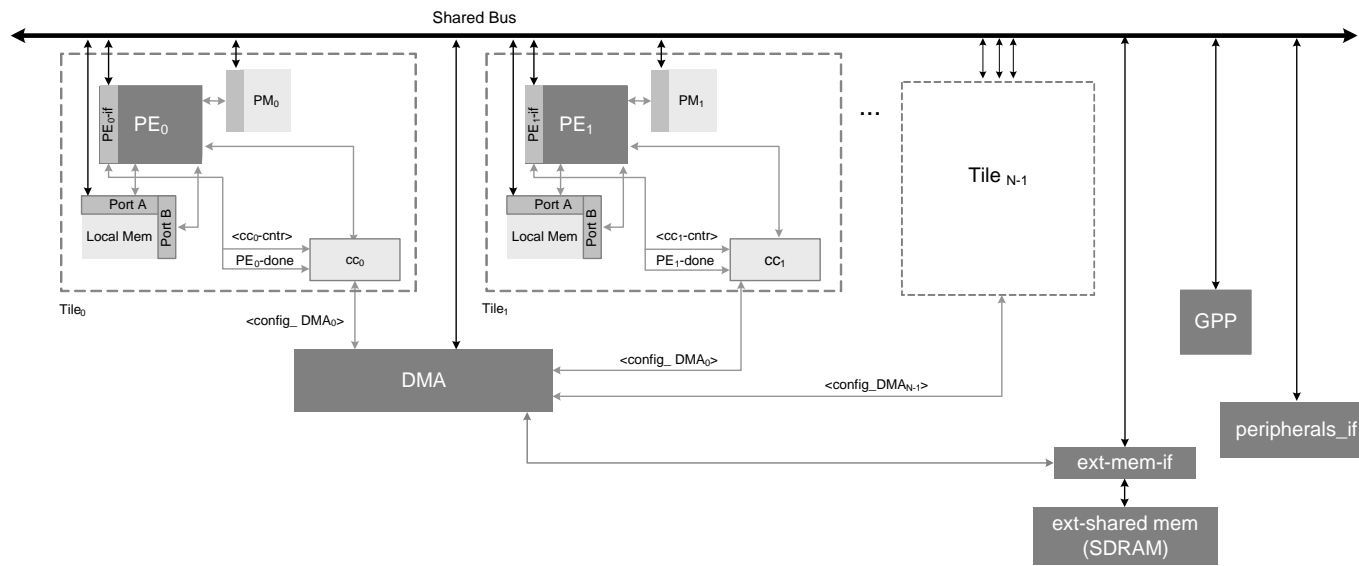 Shared Bus
PE0-if
PE0
PM0
Port A
Port B
Local Mem
<cc0-cntr>
PE0-done
cc0
Tile0
PE1-if
PE1
PM1
Port A
Port B
Local Mem
<cc1-cntr>
PE1-done
cc1
Tile1
...
Tile N-1
<config_ DMA0>
<config_ DMA0>
<config_DMAN-1>
DMA
GPP
peripherals_if
ext-mem-if
ext-shared mem
(SDRAM)